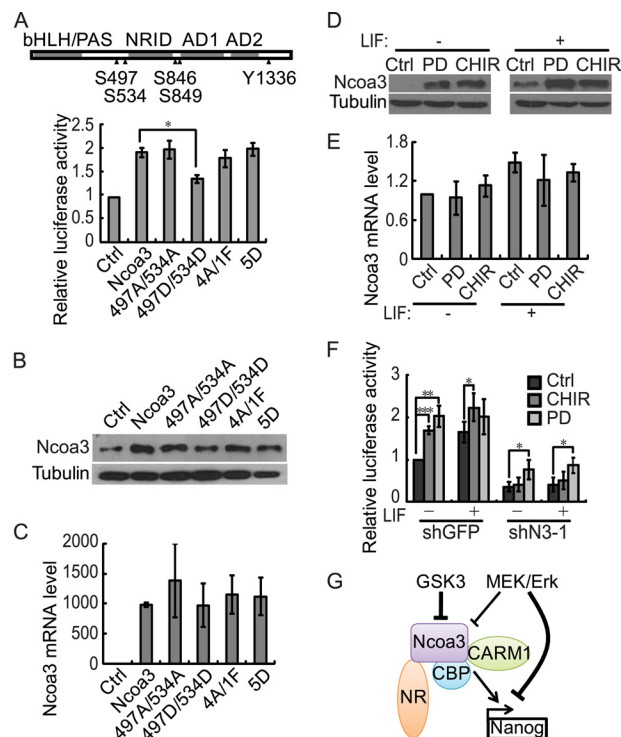 A
bHLH/PAS NRID AD1 AD2
S497 S846 Y1336
S534 S849
Relative luciferase activity
2.5
2
1.5
1
0.5
0
*
Ctrl
Ncoa3
497A/534A
497D/534D
4A/1F
5D
B
Ctrl
Ncoa3
497A/534A
497D/534D
4A/1F
5D
Ncoa3
Tubulin
C
Ncoa3 mRNA level
2000
1500
1000
500
0
Ctrl
Ncoa3
497A/534A
497D/534D
4A/1F
5D
D
LIF: - +
Ctrl PD CHIR Ctrl PD CHIR
Ncoa3
Tubulin
E
Ncoa3 mRNA level
1.8
1.2
0.6
0
Ctrl
PD
CHIR
Ctrl
PD
CHIR
LIF: - +
F
Relative luciferase activity
3
2
1
0
Ctrl
CHIR
PD
**
***
*
*
*
LIF − + − +
shGFP shN3-1
G
GSK3 MEK/Erk
Ncoa3
CARM1
CBP
NR
Nanog